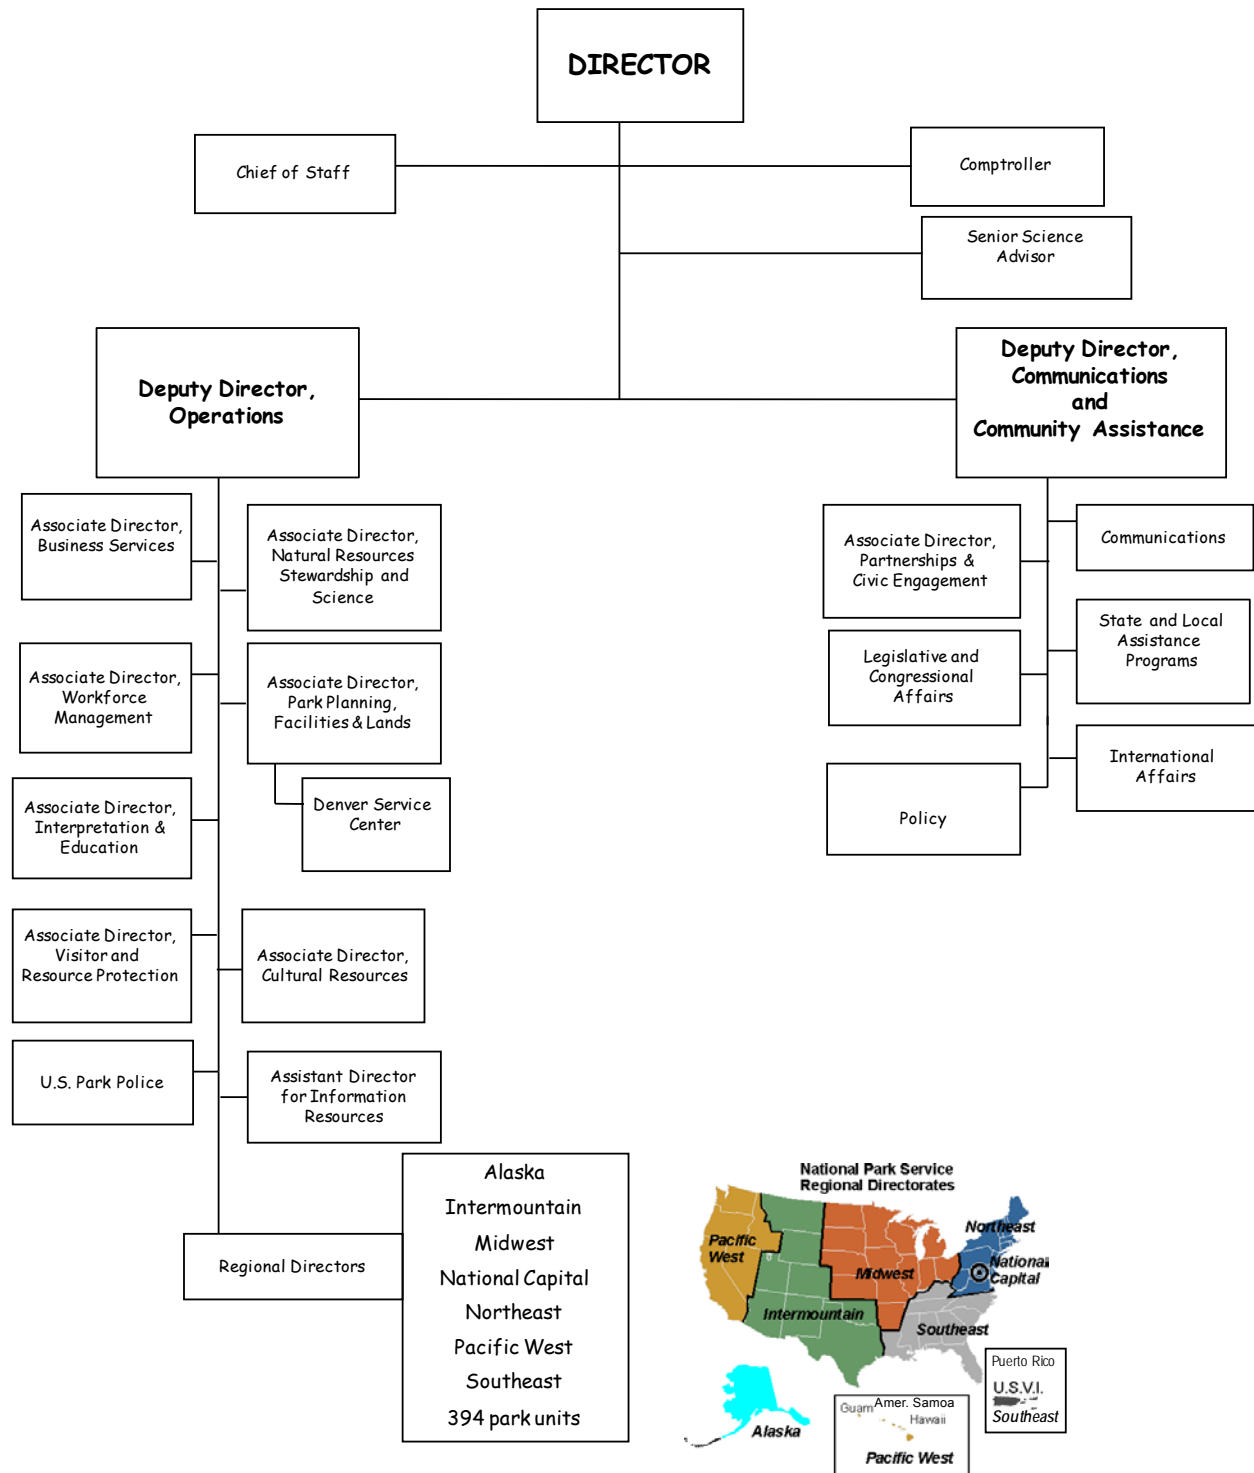 DIRECTOR
Chief of Staff
Comptroller
Senior Science
Advisor
Deputy Director,
Operations
Deputy Director,
Communications
and
Community Assistance
Associate Director,
Business Services
Associate Director,
Natural Resources
Stewardship and
Science
Associate Director,
Partnerships &
Civic Engagement
Communications
Associate Director,
Workforce
Management
Associate Director,
Park Planning,
Facilities & Lands
Legislative and
Congressional
Affairs
State and Local
Assistance
Programs
Associate Director,
Interpretation &
Education
Denver Service
Center
Policy
International
Affairs
Associate Director,
Visitor and
Resource Protection
Associate Director,
Cultural Resources
U.S. Park Police
Assistant Director
for Information
Resources
Regional Directors
Alaska
Intermountain
Midwest
National Capital
Northeast
Pacific West
Southeast
394 park units
National Park Service
Regional Directorates
Pacific
West
Midwest
Northeast
National
Capital
Intermountain
Southeast
Alaska
Guam
Amer. Samoa
Hawaii
Pacific West
Puerto Rico
U.S.V.I.
Southeast